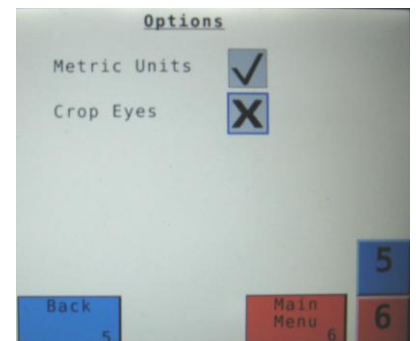 Options
Metric Units
Crop Eyes
5
Back
5
Main
Menu
6
6